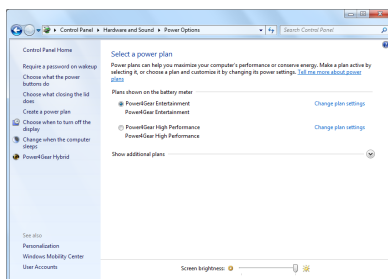 Control Panel ▸ Hardware and Sound ▸ Power Options
Search Control Panel
Control Panel Home
Require a password on wakeup
Choose what the power
buttons do
Choose what closing the lid
does
Create a power plan
Choose when to turn off the
display
Change when the computer
sleeps
Power4Gear Hybrid
See also
Personalization
Windows Mobility Center
User Accounts
Select a power plan
Power plans can help you maximize your computer's performance or conserve energy. Make a plan active by
selecting it, or choose a plan and customize it by changing its power settings. Tell me more about power
plans
Plans shown on the battery meter
Power4Gear Entertainment Change plan settings
Power4Gear Entertainment
Power4Gear High Performance Change plan settings
Power4Gear High Performance
Show additional plans
Screen brightness: